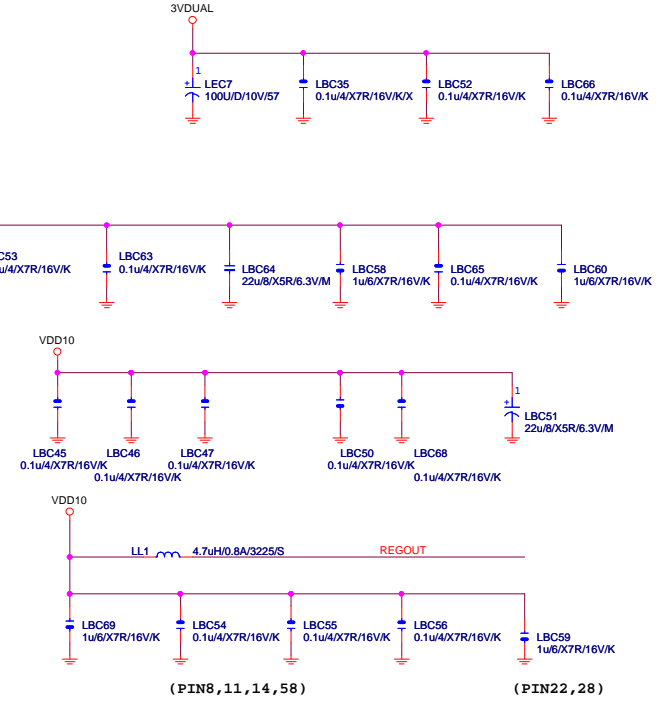 3VDUAL
1
LEC7
100U/D/10V/57
LBC35
0.1u/4/X7R/16V/K/X
LBC52
0.1u/4/X7R/16V/K
LBC66
0.1u/4/X7R/16V/K
C53
u/4/X7R/16V/K
LBC63
0.1u/4/X7R/16V/K
LBC64
22u/8/X5R/6.3V/M
LBC58
1u/6/X7R/16V/K
LBC65
0.1u/4/X7R/16V/K
LBC60
1u/6/X7R/16V/K
VDD10
1
LBC51
22u/8/X5R/6.3V/M
LBC45
0.1u/4/X7R/16V/K
LBC46
0.1u/4/X7R/16V/K
LBC47
0.1u/4/X7R/16V/K
LBC50
0.1u/4/X7R/16V/K
LBC68
0.1u/4/X7R/16V/K
VDD10
LL1
4.7uH/0.8A/3225/S
REGOUT
LBC69
1u/6/X7R/16V/K
LBC54
0.1u/4/X7R/16V/K
LBC55
0.1u/4/X7R/16V/K
LBC56
0.1u/4/X7R/16V/K
LBC59
1u/6/X7R/16V/K
(PIN8,11,14,58)
(PIN22,28)